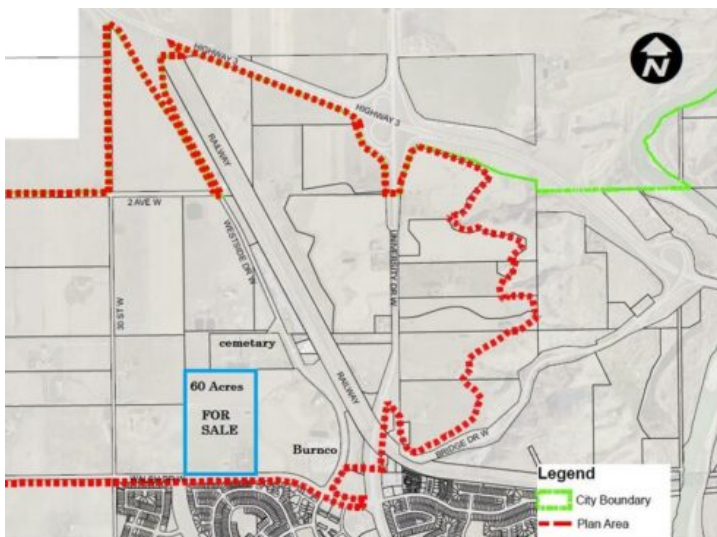 HIGHWAY 3
N
HIGHWAY 3
RAILWAY
2 AVE W
WESTSIDE DR W
UNIVERSITY DR W
30 ST W
cemetary
RAILWAY
60 Acres
FOR
SALE
Burnco
BRIDGE DR W
Legend
City Boundary
Plan Area